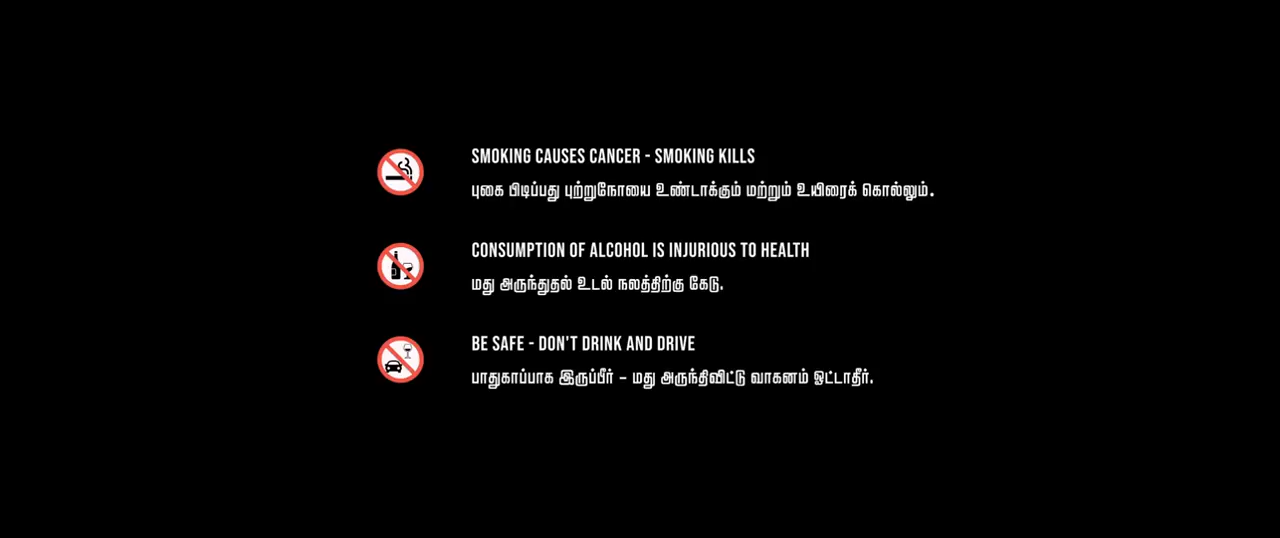 SMOKING CAUSES CANCER - SMOKING KILLS
புகை பிடிப்பது புற்றுநோயை உண்டாக்கும் மற்றும் உயிரைக் கொல்லும்.
CONSUMPTION OF ALCOHOL IS INJURIOUS TO HEALTH
மது அருந்துதல் உடல் நலத்திற்கு கேடு.
BE SAFE - DON'T DRINK AND DRIVE
பாதுகாப்பாக இருப்பீர் – மது அருந்திவிட்டு வாகனம் ஓட்டாதீர்.